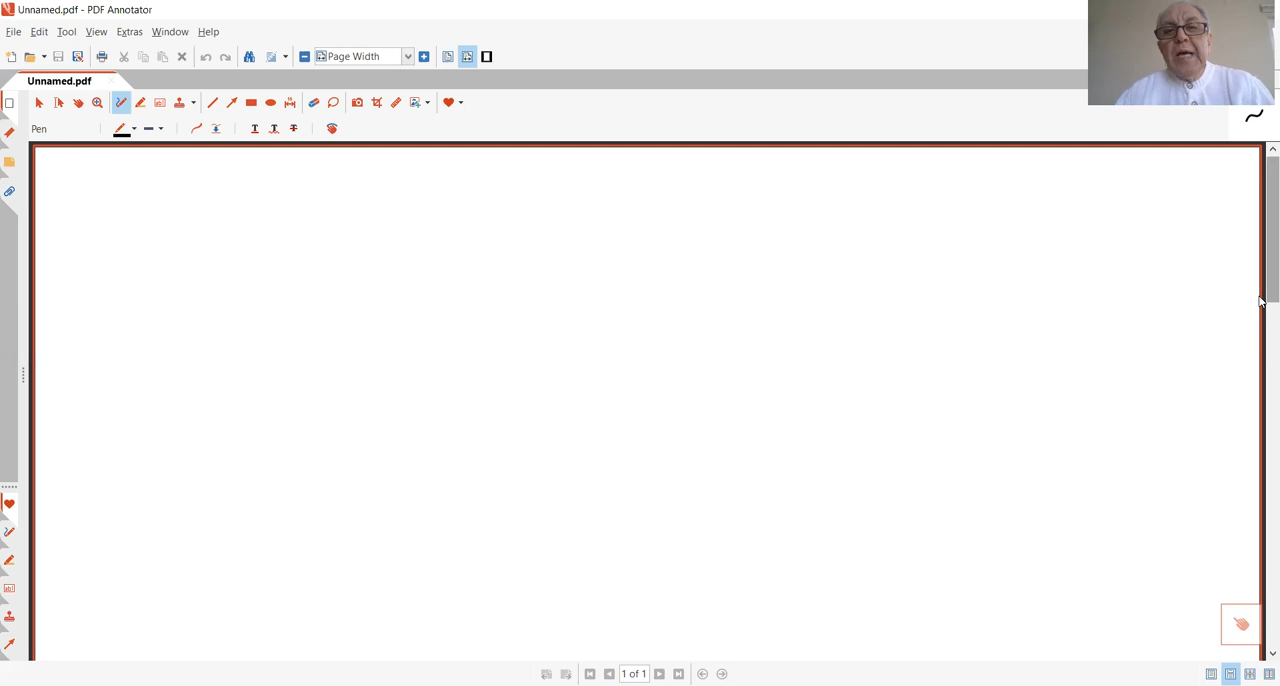 Unnamed.pdf - PDF Annotator
File Edit Tool View Extras Window Help
Page Width
Unnamed.pdf
Pen
1 of 1